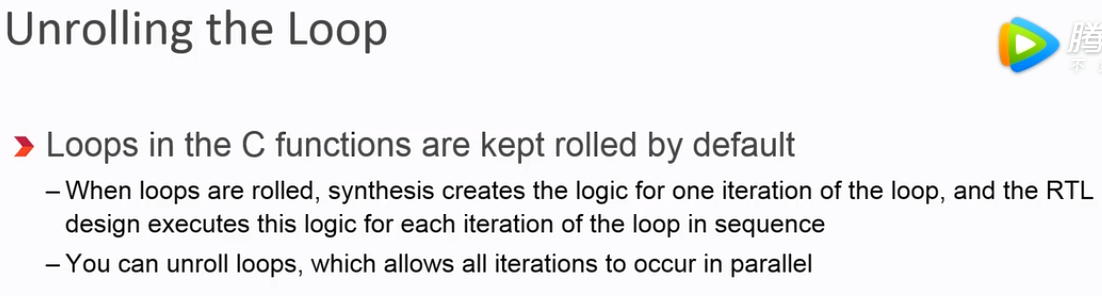 Unrolling the Loop
腾
不
Loops in the C functions are kept rolled by default
– When loops are rolled, synthesis creates the logic for one iteration of the loop, and the RTL
design executes this logic for each iteration of the loop in sequence
– You can unroll loops, which allows all iterations to occur in parallel